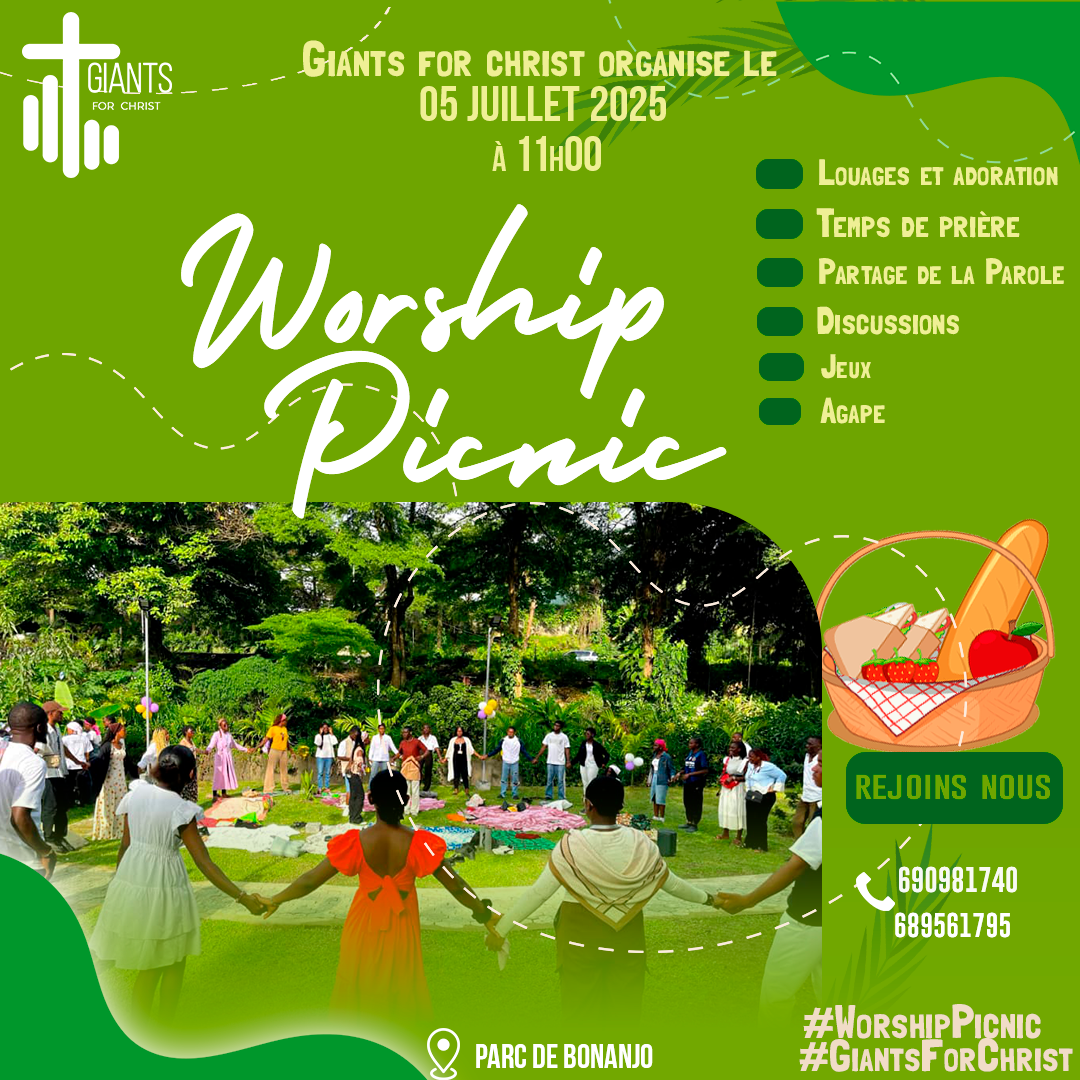 GIANTS
FOR CHRIST
Giants for christ organise le
05 JUILLET 2025
à 11h00
Worship
Picnic
Louages et adoration
Temps de prière
Partage de la Parole
Discussions
Jeux
Agape
REJOINS NOUS
690981740
689561795
PARC DE BONANJO
#WorshipPicnic
#GiantsForChrist